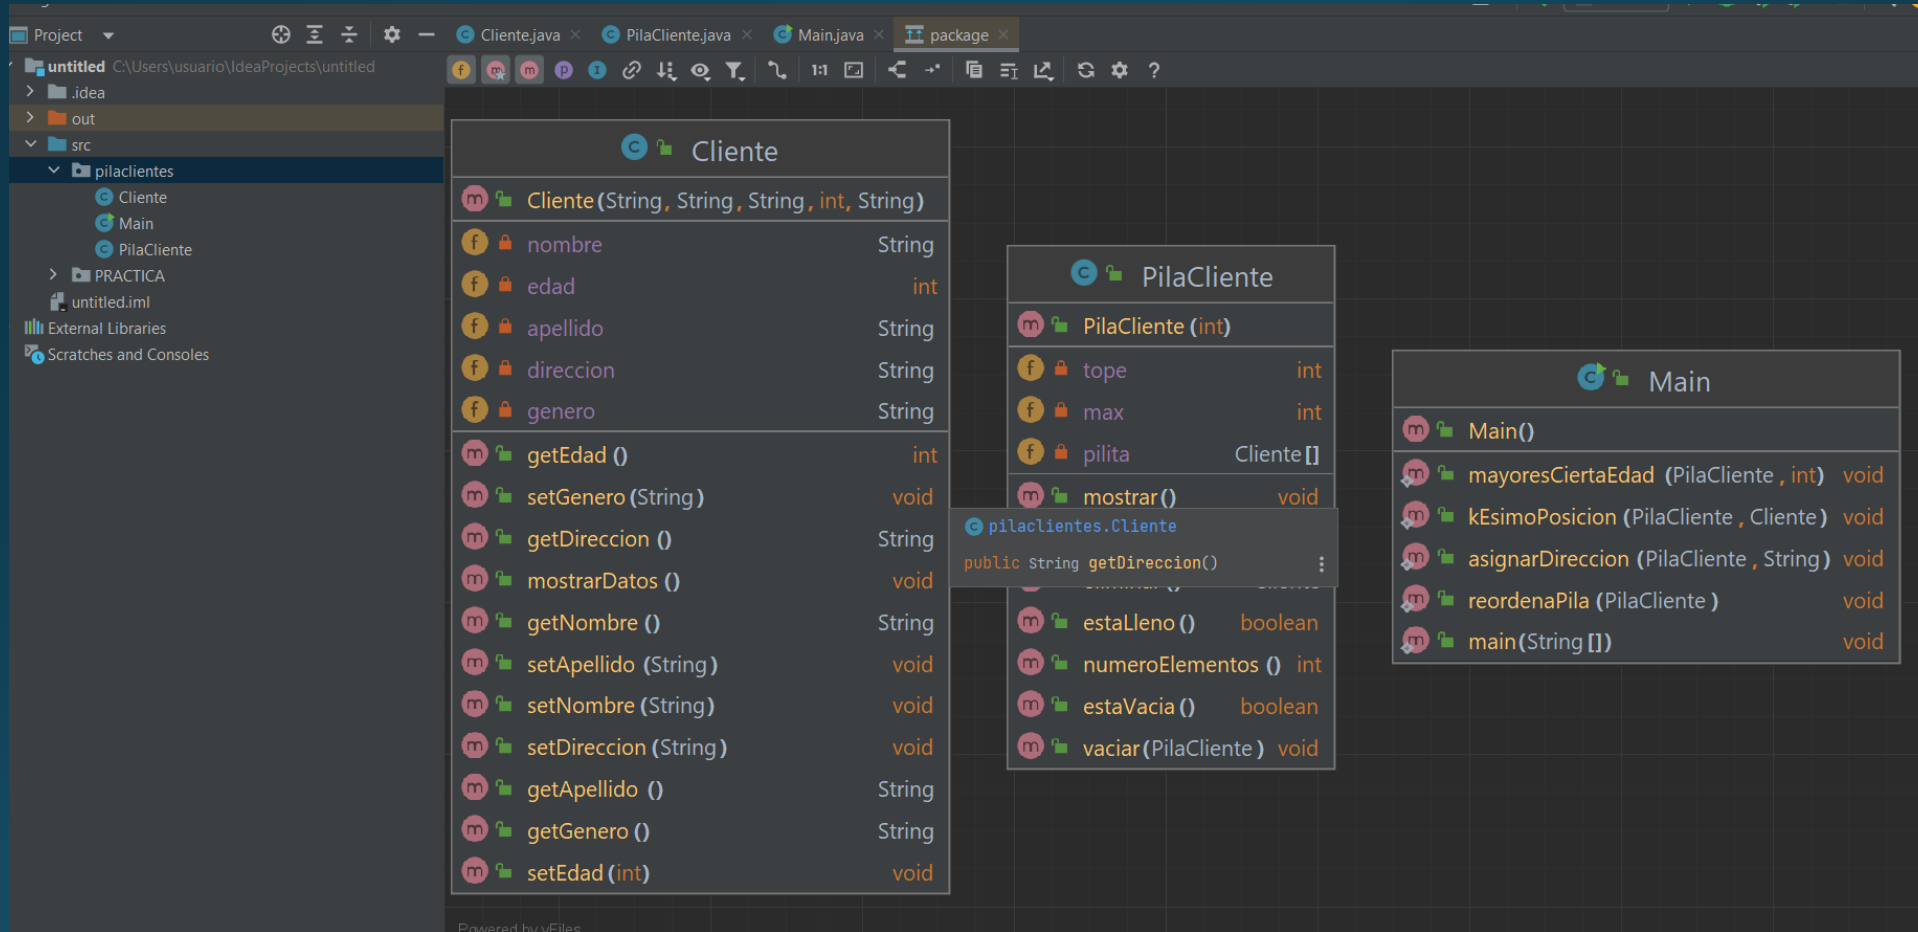 Project
Cliente.java
PilaCliente.java
Main.java
package
untitled C:\Users\usuario\IdeaProjects\untitled
.idea
out
src
pilaclientes
Cliente
Main
PilaCliente
PRACTICA
untitled.iml
External Libraries
Scratches and Consoles
1:1
?
Cliente
Cliente(String, String, String, int, String)
nombre String
edad int
apellido String
direccion String
genero String
getEdad () int
setGenero (String) void
getDireccion () String
mostrarDatos () void
getNombre () String
setApellido (String) void
setNombre (String) void
setDireccion (String) void
getApellido () String
getGenero () String
setEdad (int) void
PilaCliente
PilaCliente (int)
tope int
max int
pilita Cliente[]
mostrar() void
pilaclientes.Cliente
public String getDireccion()
estaLleno () boolean
numeroElementos () int
estaVacia () boolean
vaciar(PilaCliente) void
Main
Main()
mayoresCiertaEdad (PilaCliente, int) void
kEsimoPosicion (PilaCliente, Cliente) void
asignarDireccion (PilaCliente, String) void
reordenaPila (PilaCliente) void
main(String[]) void
Powered by yFiles